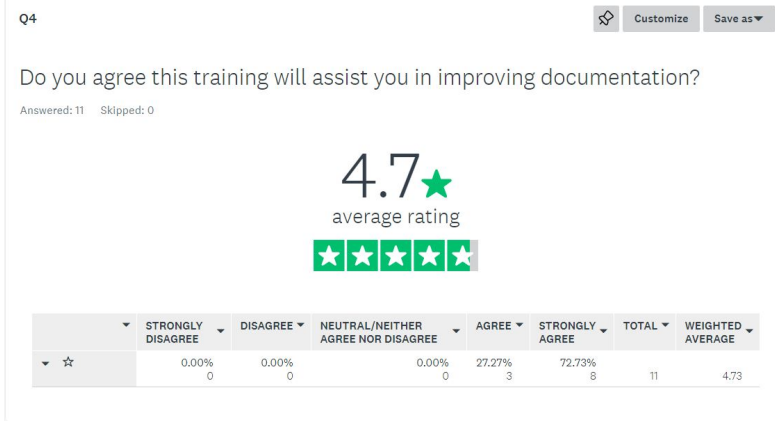 Q4
Customize
Save as
Do you agree this training will assist you in improving documentation?
Answered: 11 Skipped: 0
4.7
average rating
STRONGLY DISAGREE DISAGREE NEUTRAL/NEITHER AGREE NOR DISAGREE AGREE STRONGLY AGREE TOTAL WEIGHTED AVERAGE
0.00% 0.00% 0.00% 27.27% 72.73%
0 0 0 3 8 11 4.73